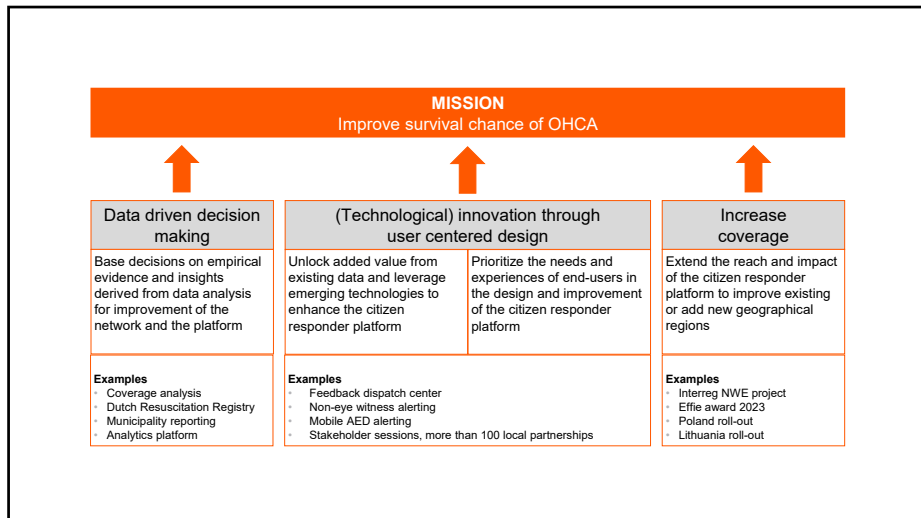 MISSION
Improve survival chance of OHCA
Data driven decision
making
Base decisions on empirical
evidence and insights
derived from data analysis
for improvement of the
network and the platform
Examples
• Coverage analysis
• Dutch Resuscitation Registry
• Municipality reporting
• Analytics platform
(Technological) innovation through
user centered design
Unlock added value from
existing data and leverage
emerging technologies to
enhance the citizen
responder platform
Prioritize the needs and
experiences of end-users in
the design and improvement
of the citizen responder
platform
Examples
• Feedback dispatch center
• Non-eye witness alerting
• Mobile AED alerting
• Stakeholder sessions, more than 100 local partnerships
Increase
coverage
Extend the reach and impact
of the citizen responder
platform to improve existing
or add new geographical
regions
Examples
• Interreg NWE project
• Effie award 2023
• Poland roll-out
• Lithuania roll-out